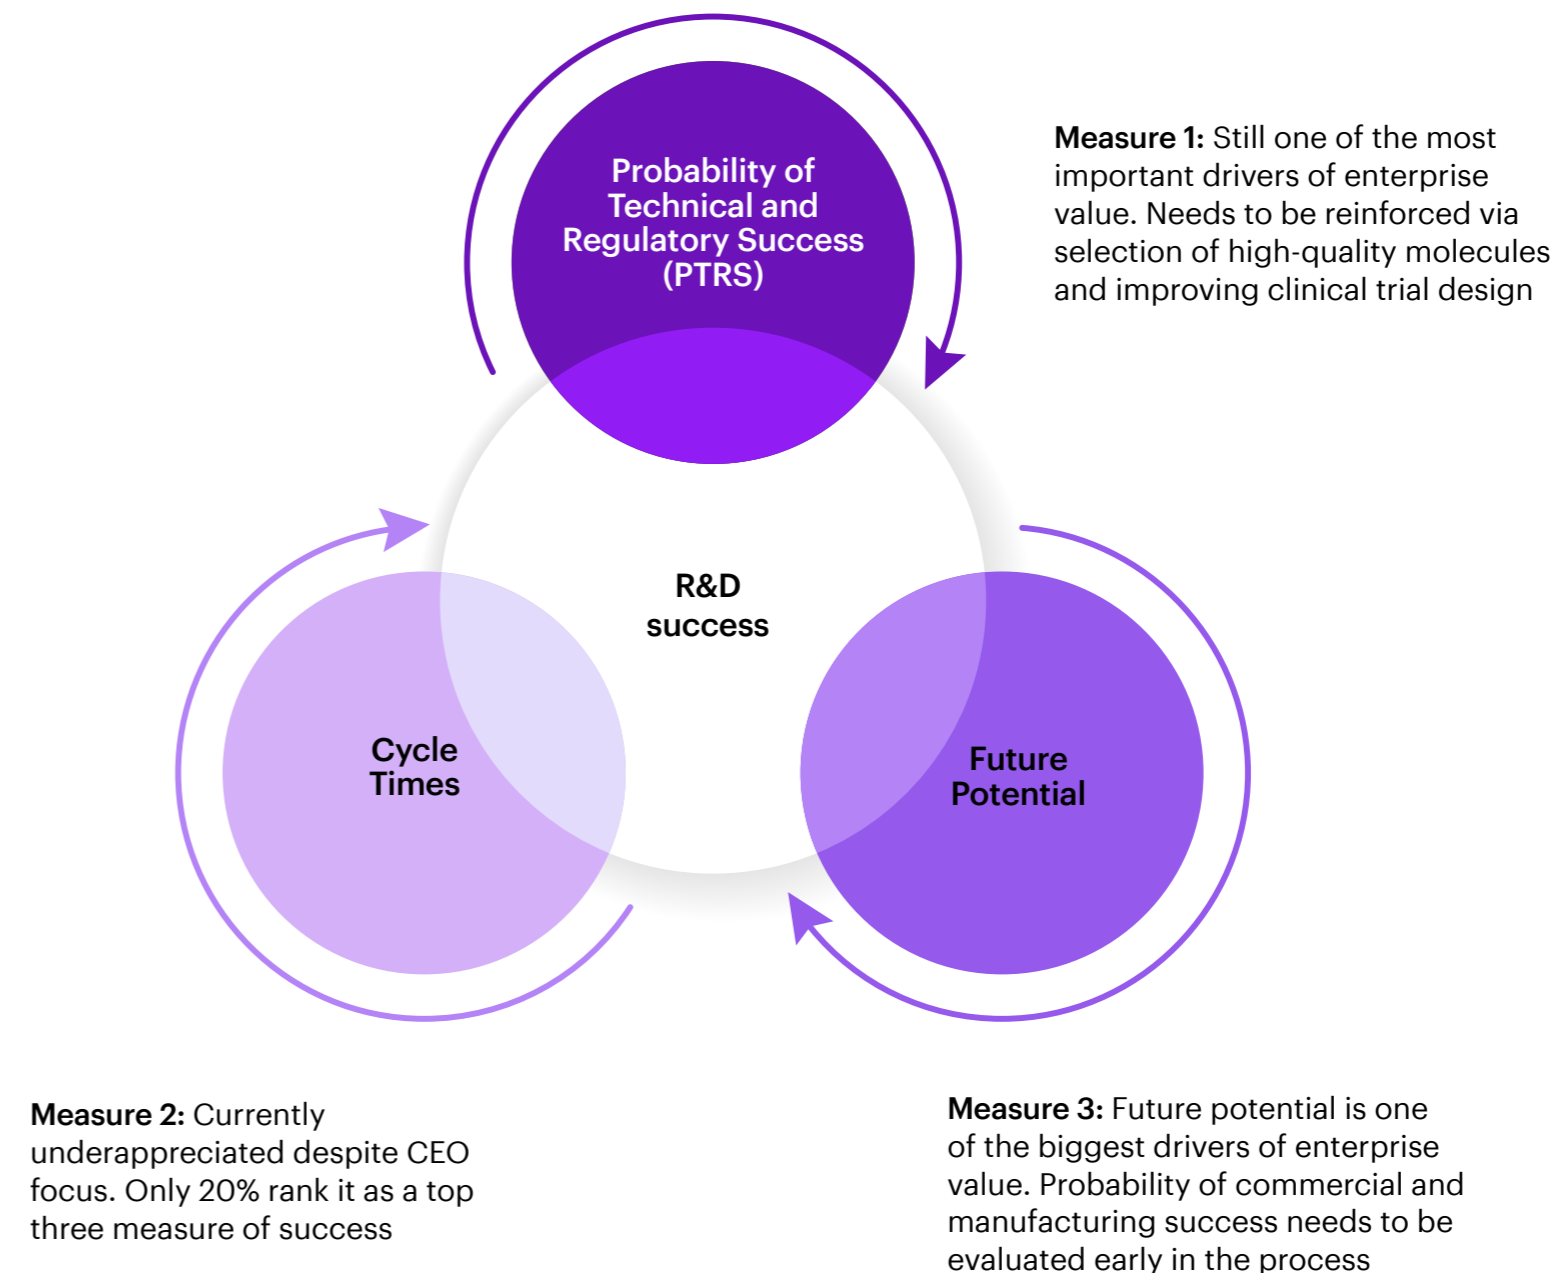 Probability of
Technical and
Regulatory Success
(PTRS)
Measure 1: Still one of the most
important drivers of enterprise
value. Needs to be reinforced via
selection of high-quality molecules
and improving clinical trial design
R&D
success
Cycle
Times
Future
Potential
Measure 2: Currently
underappreciated despite CEO
focus. Only 20% rank it as a top
three measure of success
Measure 3: Future potential is one
of the biggest drivers of enterprise
value. Probability of commercial and
manufacturing success needs to be
evaluated early in the process